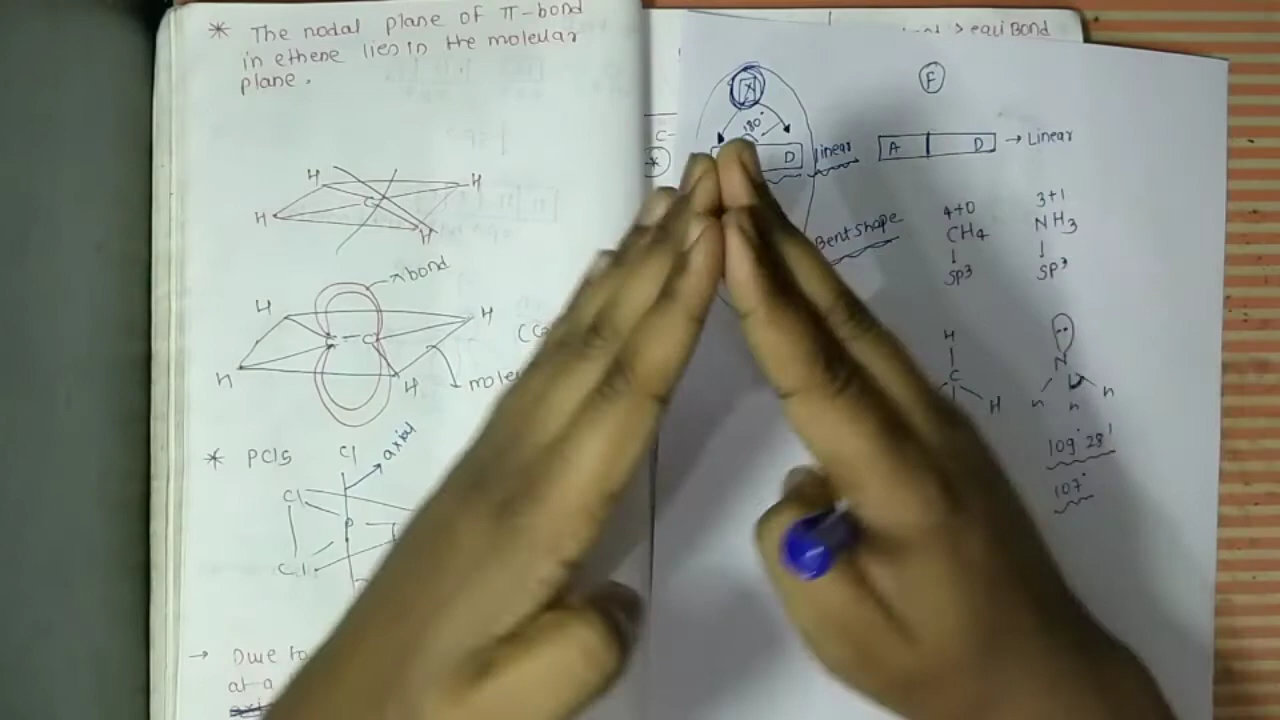 * The nodal plane of π-bond
in ethene lies in the molecular
plane.
H H
C
H H
π bond
H H
C C
H H
* PCl5
Cl
axial
Cl
P
Cl
→ Due to
at a
Bond
C-
*
X
180°
D
linear
Bent shape
F
A D → Linear
4+0
CH4
↓
SP3
3+1
NH3
↓
SP3
H
C
H
N
H H H
109° 28'
107°